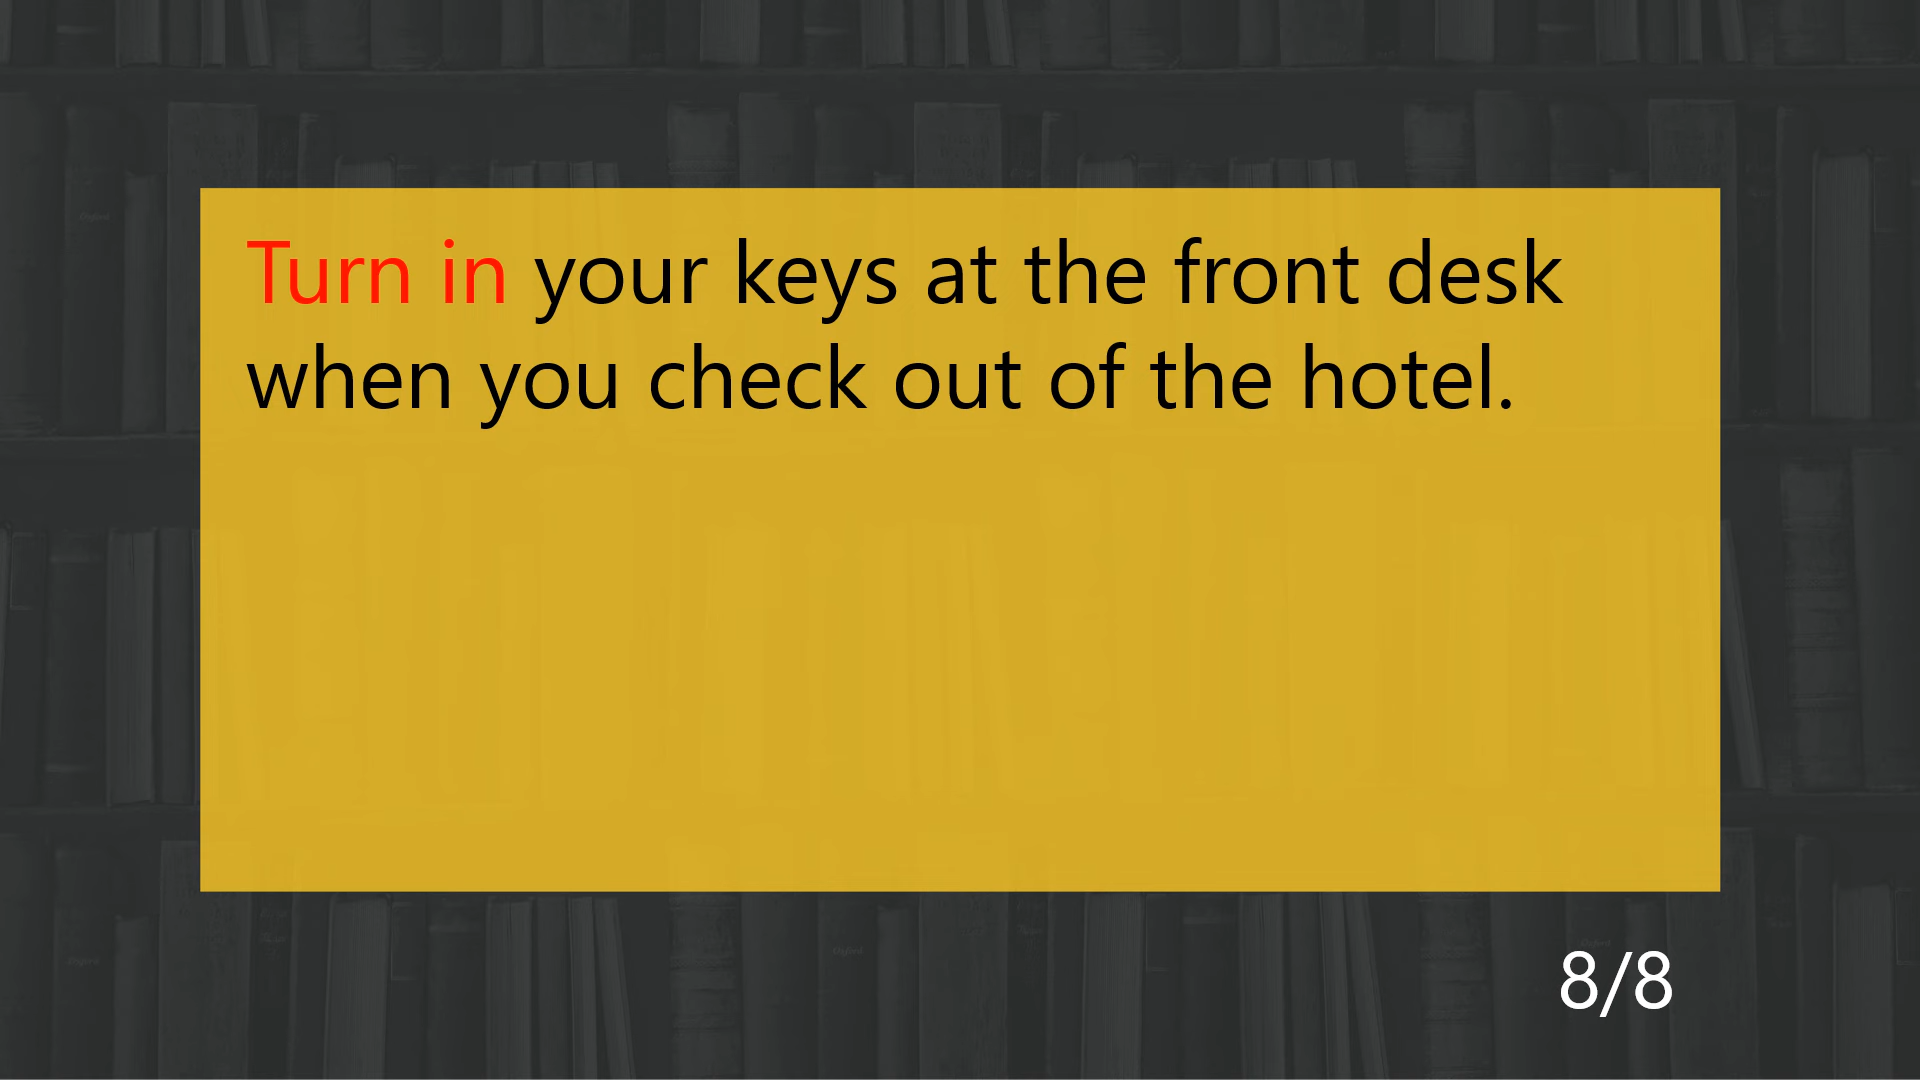 Turn in your keys at the front desk
when you check out of the hotel.
8/8